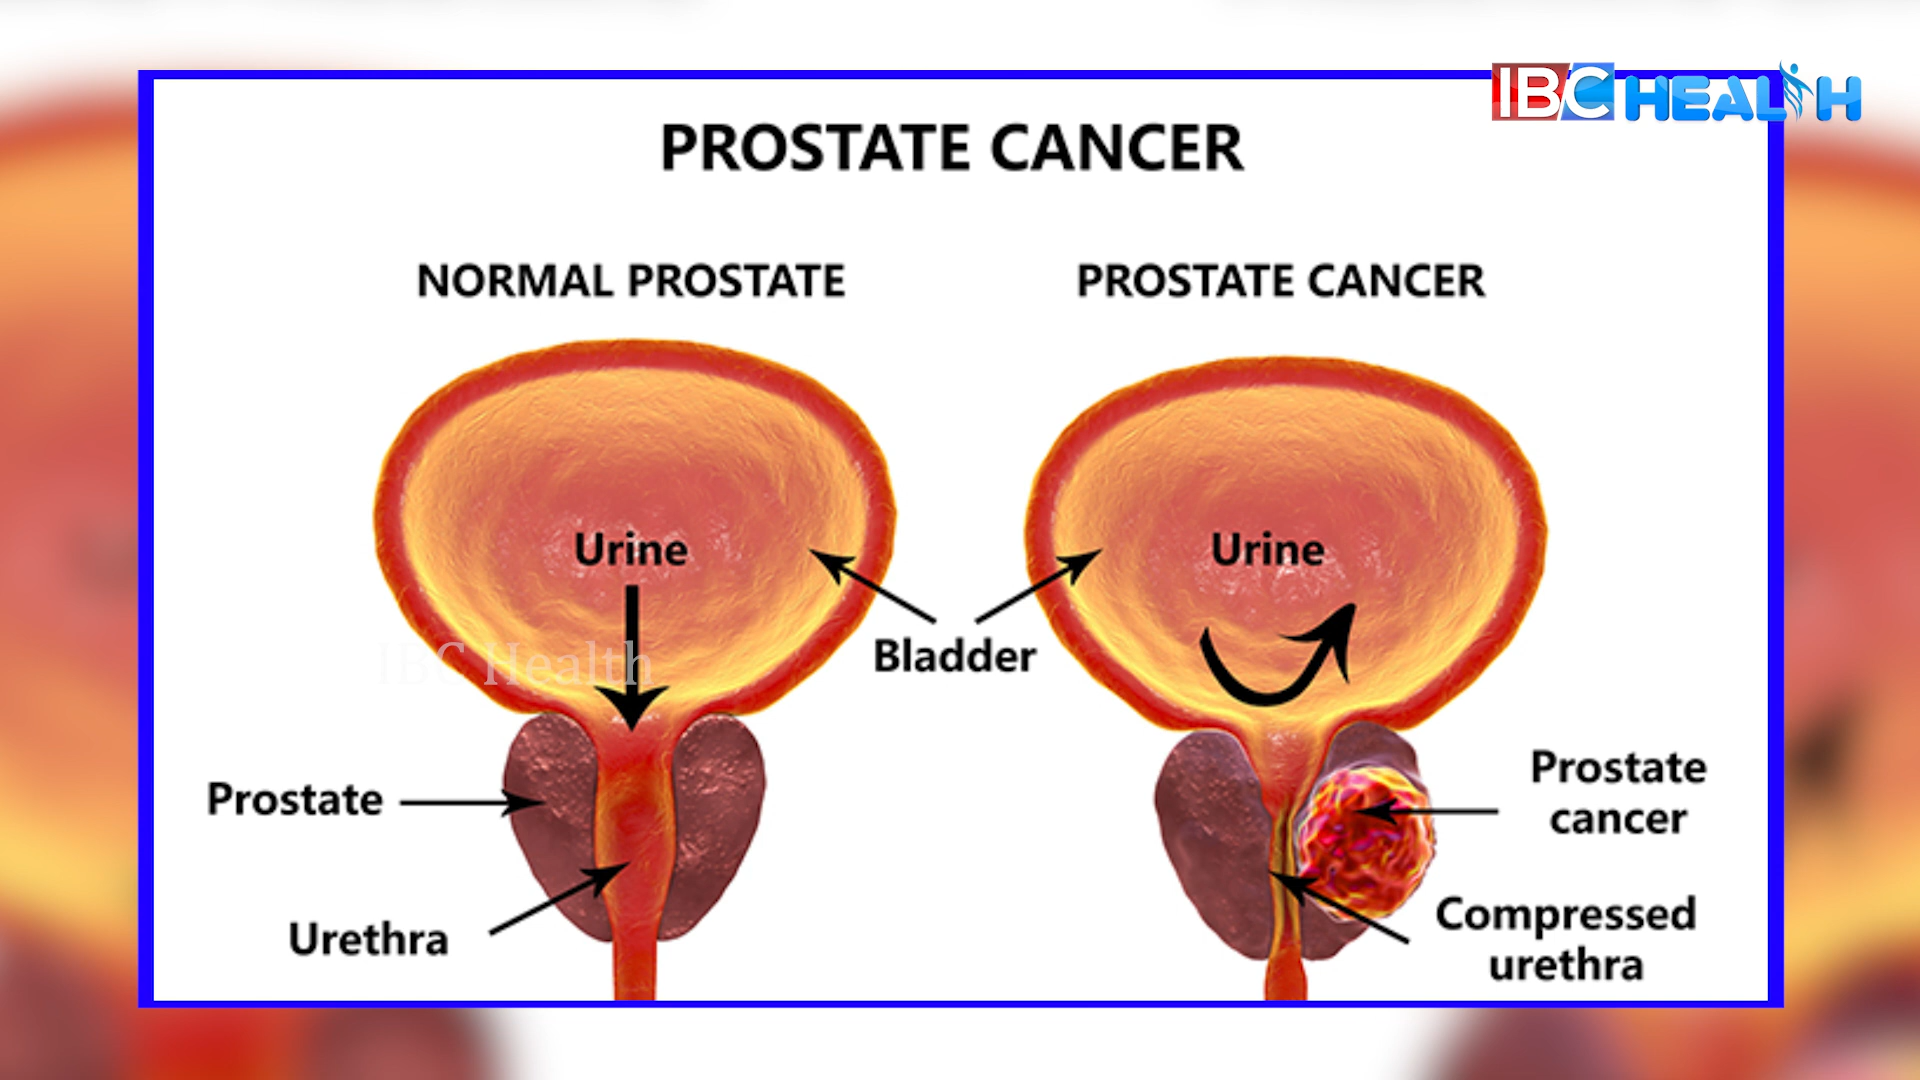 IBC HEALTH
PROSTATE CANCER
NORMAL PROSTATE
PROSTATE CANCER
Urine
Urine
Bladder
IBC Health
Prostate
Urethra
Prostate
cancer
Compressed
urethra